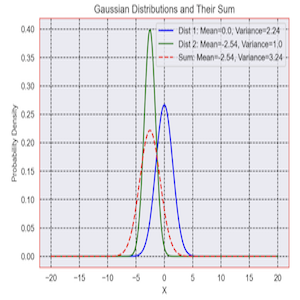 Gaussian Distributions and Their Sum
Dist 1: Mean=0.0, Variance=2.24
Dist 2: Mean=-2.54, Variance=1.0
Sum: Mean=-2.54, Variance=3.24
Probability Density
0.40
0.35
0.30
0.25
0.20
0.15
0.10
0.05
0.00
-20 -15 -10 -5 0 5 10 15 20
X